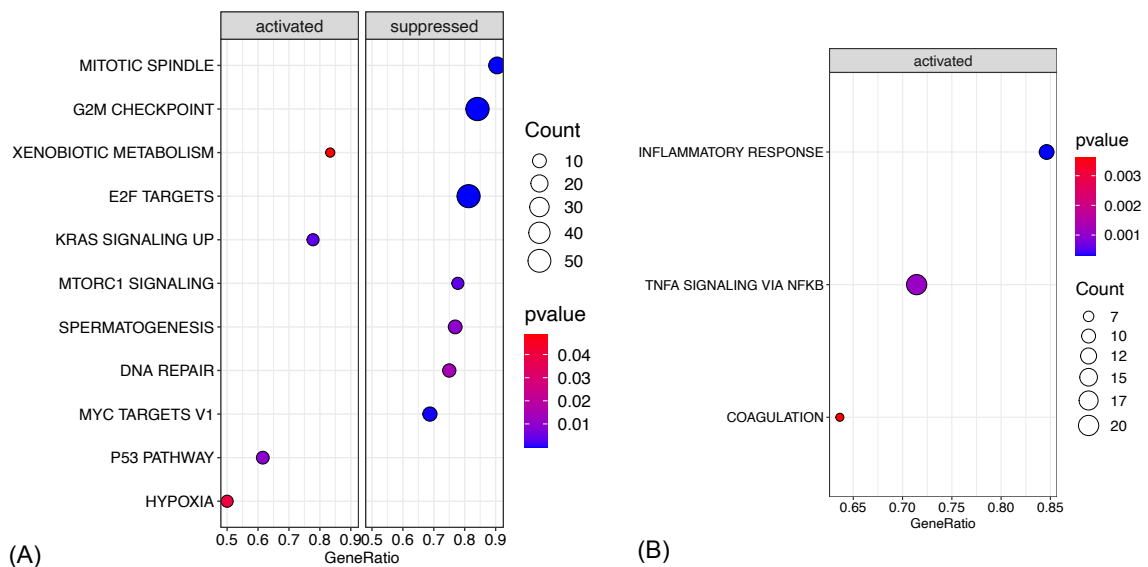 activated
suppressed
MITOTIC SPINDLE
G2M CHECKPOINT
XENOBIOTIC METABOLISM
E2F TARGETS
KRAS SIGNALING UP
MTORC1 SIGNALING
SPERMATOGENESIS
DNA REPAIR
MYC TARGETS V1
P53 PATHWAY
HYPOXIA
0.5 0.6 0.7 0.8 0.9
0.5 0.6 0.7 0.8 0.9
GeneRatio
Count
10
20
30
40
50
pvalue
0.04
0.03
0.02
0.01
(A)
activated
INFLAMMATORY RESPONSE
TNFA SIGNALING VIA NFKB
COAGULATION
0.65 0.70 0.75 0.80 0.85
GeneRatio
pvalue
0.003
0.002
0.001
Count
7
10
12
15
17
20
(B)